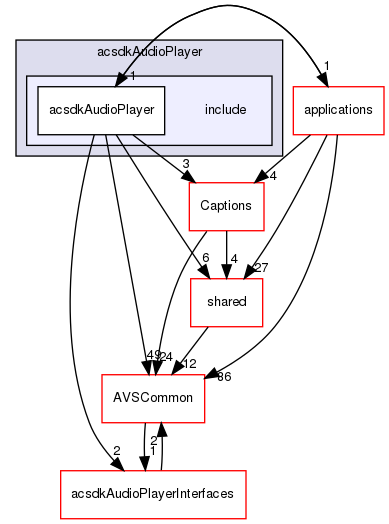 acsdkAudioPlayer
1
1
acsdkAudioPlayer
include
applications
3
4
Captions
6
4
27
shared
49
24
12
86
AVSCommon
2
2
1
acsdkAudioPlayerInterfaces